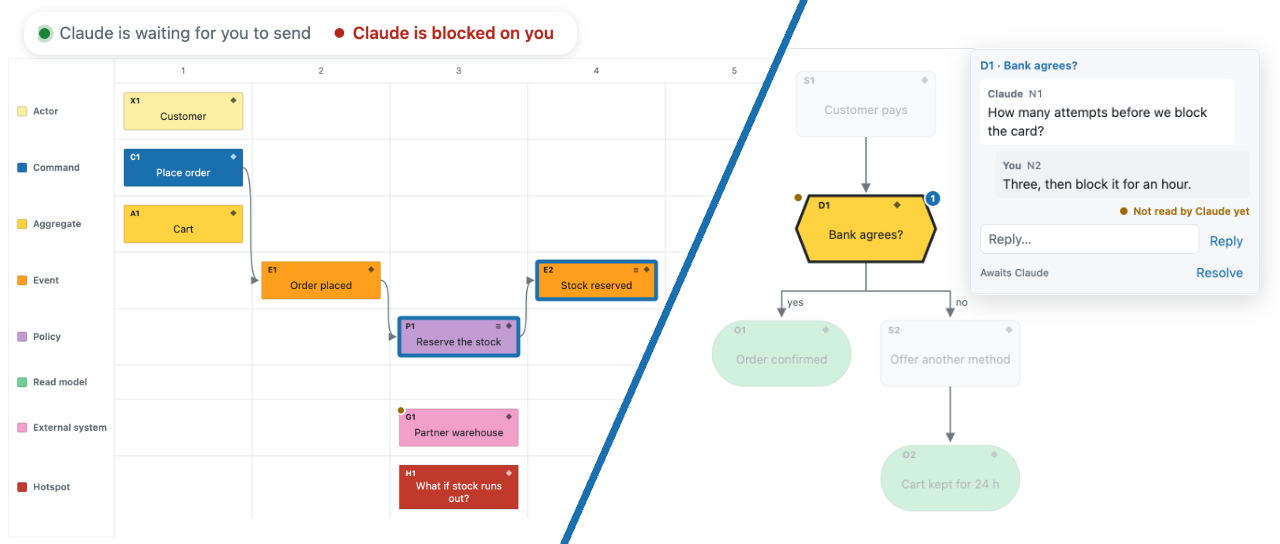 Claude is waiting for you to send
Claude is blocked on you
1 2 3 4 5
Actor
Command
Aggregate
Event
Policy
Read model
External system
Hotspot
X1
Customer
C1
Place order
A1
Cart
E1
Order placed
E2
Stock reserved
P1
Reserve the stock
G1
Partner warehouse
H1
What if stock runs
out?
S1
Customer pays
D1
1
Bank agrees?
yes
no
O1
Order confirmed
S2
Offer another method
O2
Cart kept for 24 h
D1 · Bank agrees?
Claude N1
How many attempts before we block
the card?
You N2
Three, then block it for an hour.
Not read by Claude yet
Reply...
Reply
Awaits Claude
Resolve